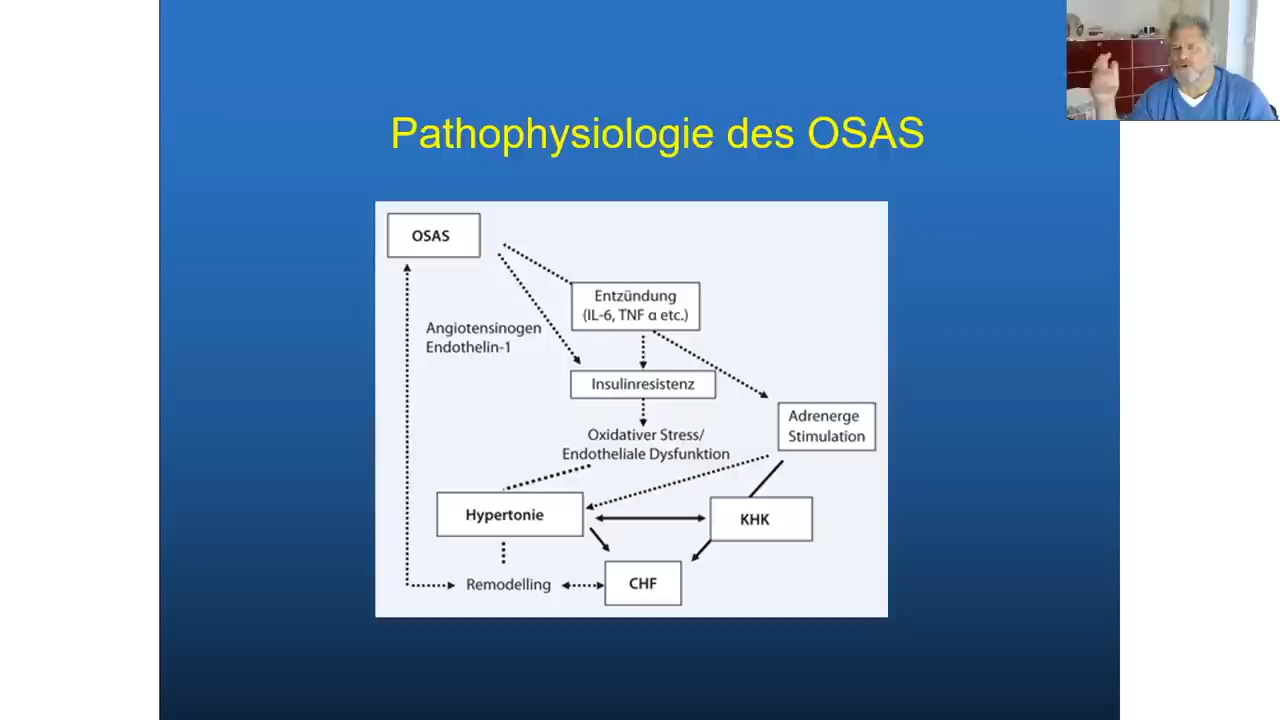 Pathophysiologie des OSAS
OSAS
Entzündung
(IL-6, TNF α etc.)
Angiotensinogen
Endothelin-1
Insulinresistenz
Adrenerge
Stimulation
Oxidativer Stress/
Endotheliale Dysfunktion
Hypertonie
KHK
Remodelling
CHF